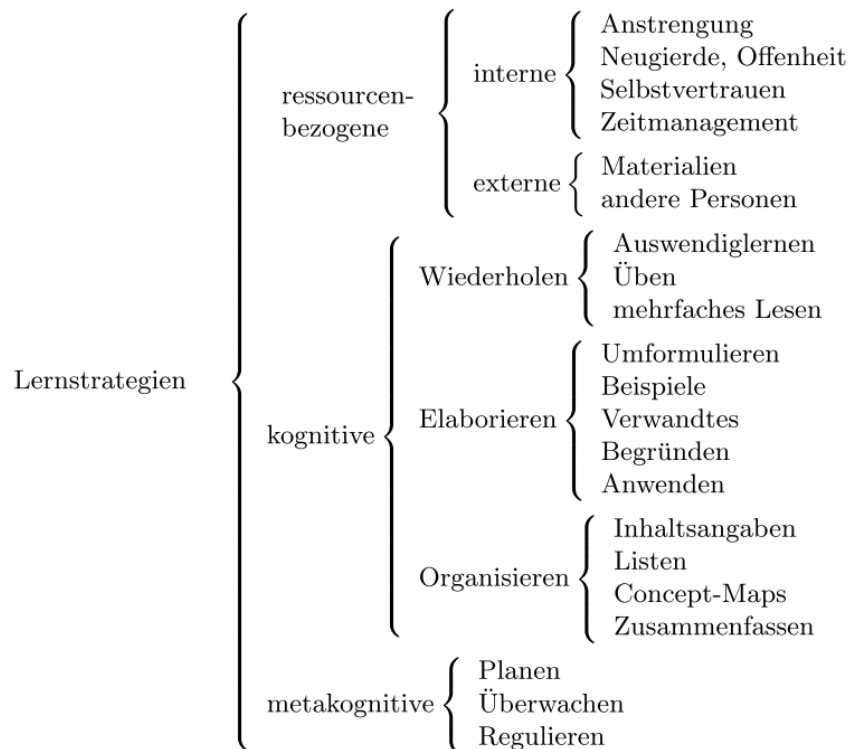 Lernstrategien
ressourcen-
bezogene
interne
Anstrengung
Neugierde, Offenheit
Selbstvertrauen
Zeitmanagement
externe
Materialien
andere Personen
kognitive
Wiederholen
Auswendiglernen
Üben
mehrfaches Lesen
Elaborieren
Umformulieren
Beispiele
Verwandtes
Begründen
Anwenden
Organisieren
Inhaltsangaben
Listen
Concept-Maps
Zusammenfassen
metakognitive
Planen
Überwachen
Regulieren